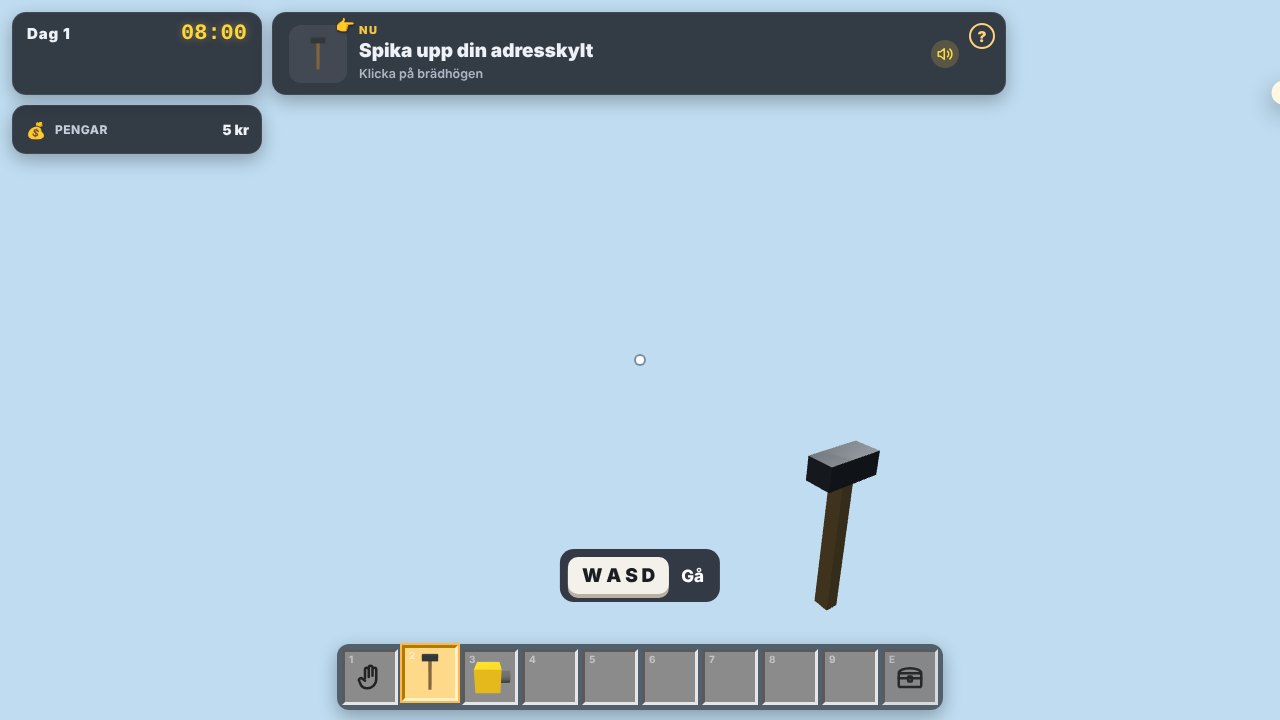 Dag 1
08:00
NU
Spika upp din adresskylt
Klicka på brädhögen
?
PENGAR
5 kr
WASD
Gå
1
2
3
4
5
6
7
8
9
E